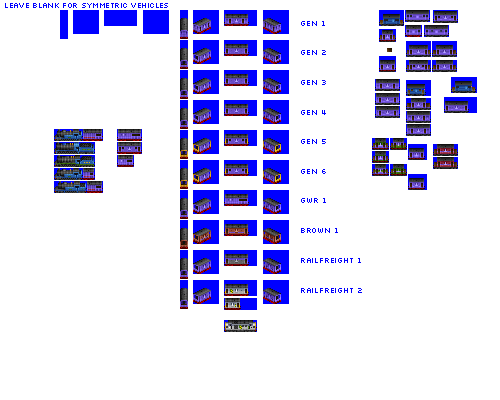 LEAVE BLANK FOR SYMMETRIC VEHICLES
GEN 1
GEN 2
GEN 3
GEN 4
GEN 5
GEN 6
GWR 1
BROWN 1
RAILFREIGHT 1
RAILFREIGHT 2